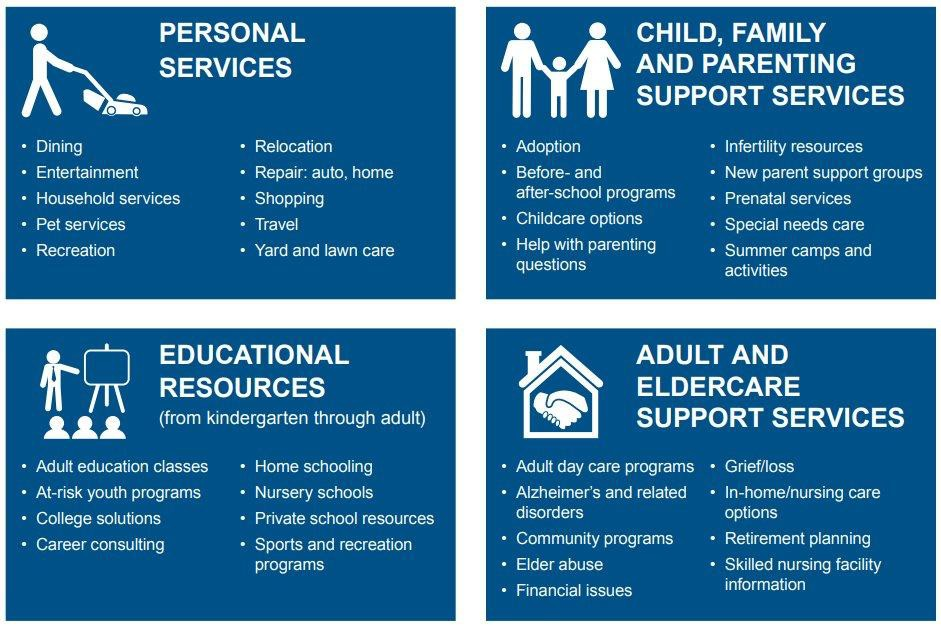 PERSONAL
SERVICES
• Dining
• Entertainment
• Household services
• Pet services
• Recreation
• Relocation
• Repair: auto, home
• Shopping
• Travel
• Yard and lawn care
CHILD, FAMILY
AND PARENTING
SUPPORT SERVICES
• Adoption
• Before- and
after-school programs
• Childcare options
• Help with parenting
questions
• Infertility resources
• New parent support groups
• Prenatal services
• Special needs care
• Summer camps and
activities
EDUCATIONAL
RESOURCES
(from kindergarten through adult)
• Adult education classes
• At-risk youth programs
• College solutions
• Career consulting
• Home schooling
• Nursery schools
• Private school resources
• Sports and recreation
programs
ADULT AND
ELDERCARE
SUPPORT SERVICES
• Adult day care programs
• Alzheimer’s and related
disorders
• Community programs
• Elder abuse
• Financial issues
• Grief/loss
• In-home/nursing care
options
• Retirement planning
• Skilled nursing facility
information